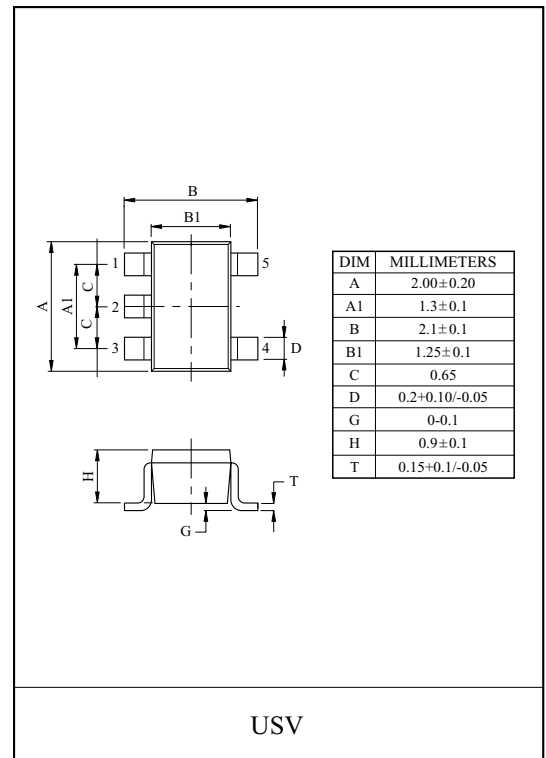 B
B1
1
5
C
A
A1
2
C
3
4
D
H
T
G
DIM MILLIMETERS
A 2.00±0.20
A1 1.3±0.1
B 2.1±0.1
B1 1.25±0.1
C 0.65
D 0.2+0.10/-0.05
G 0-0.1
H 0.9±0.1
T 0.15+0.1/-0.05
USV